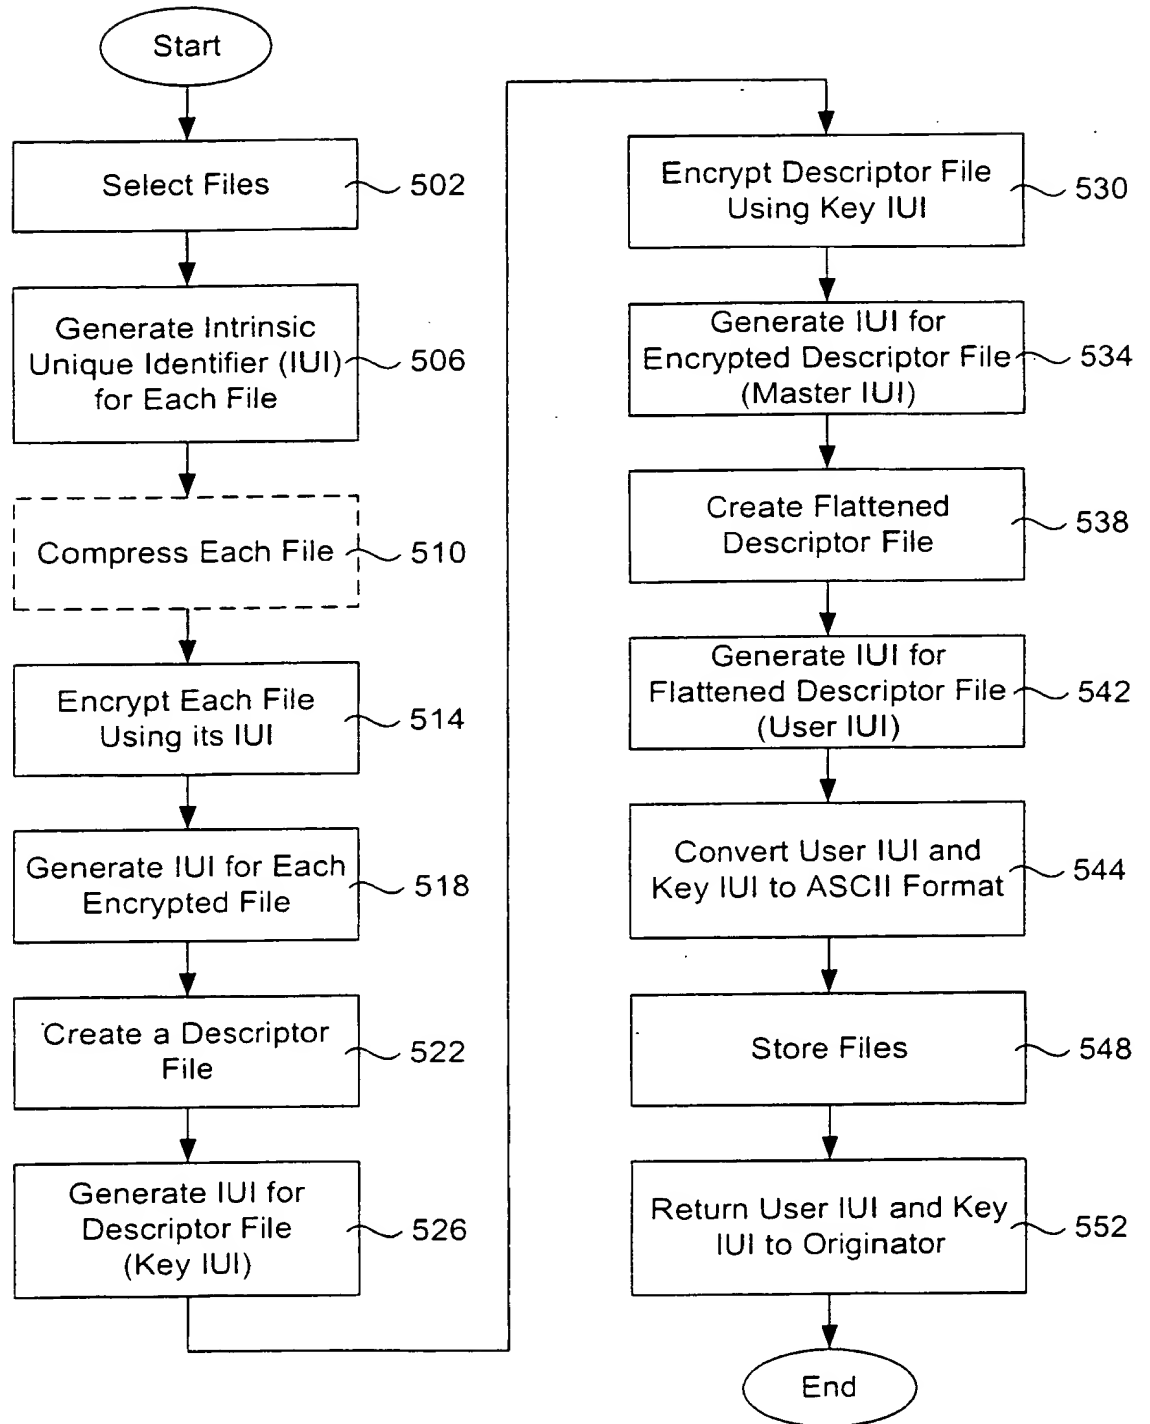 Start
Select Files
502
Generate Intrinsic
Unique Identifier (IUI)
for Each File
506
Compress Each File
510
Encrypt Each File
Using its IUI
514
Generate IUI for Each
Encrypted File
518
Create a Descriptor
File
522
Generate IUI for
Descriptor File
(Key IUI)
526
Encrypt Descriptor File
Using Key IUI
530
Generate IUI for
Encrypted Descriptor File
(Master IUI)
534
Create Flattened
Descriptor File
538
Generate IUI for
Flattened Descriptor File
(User IUI)
542
Convert User IUI and
Key IUI to ASCII Format
544
Store Files
548
Return User IUI and Key
IUI to Originator
552
End